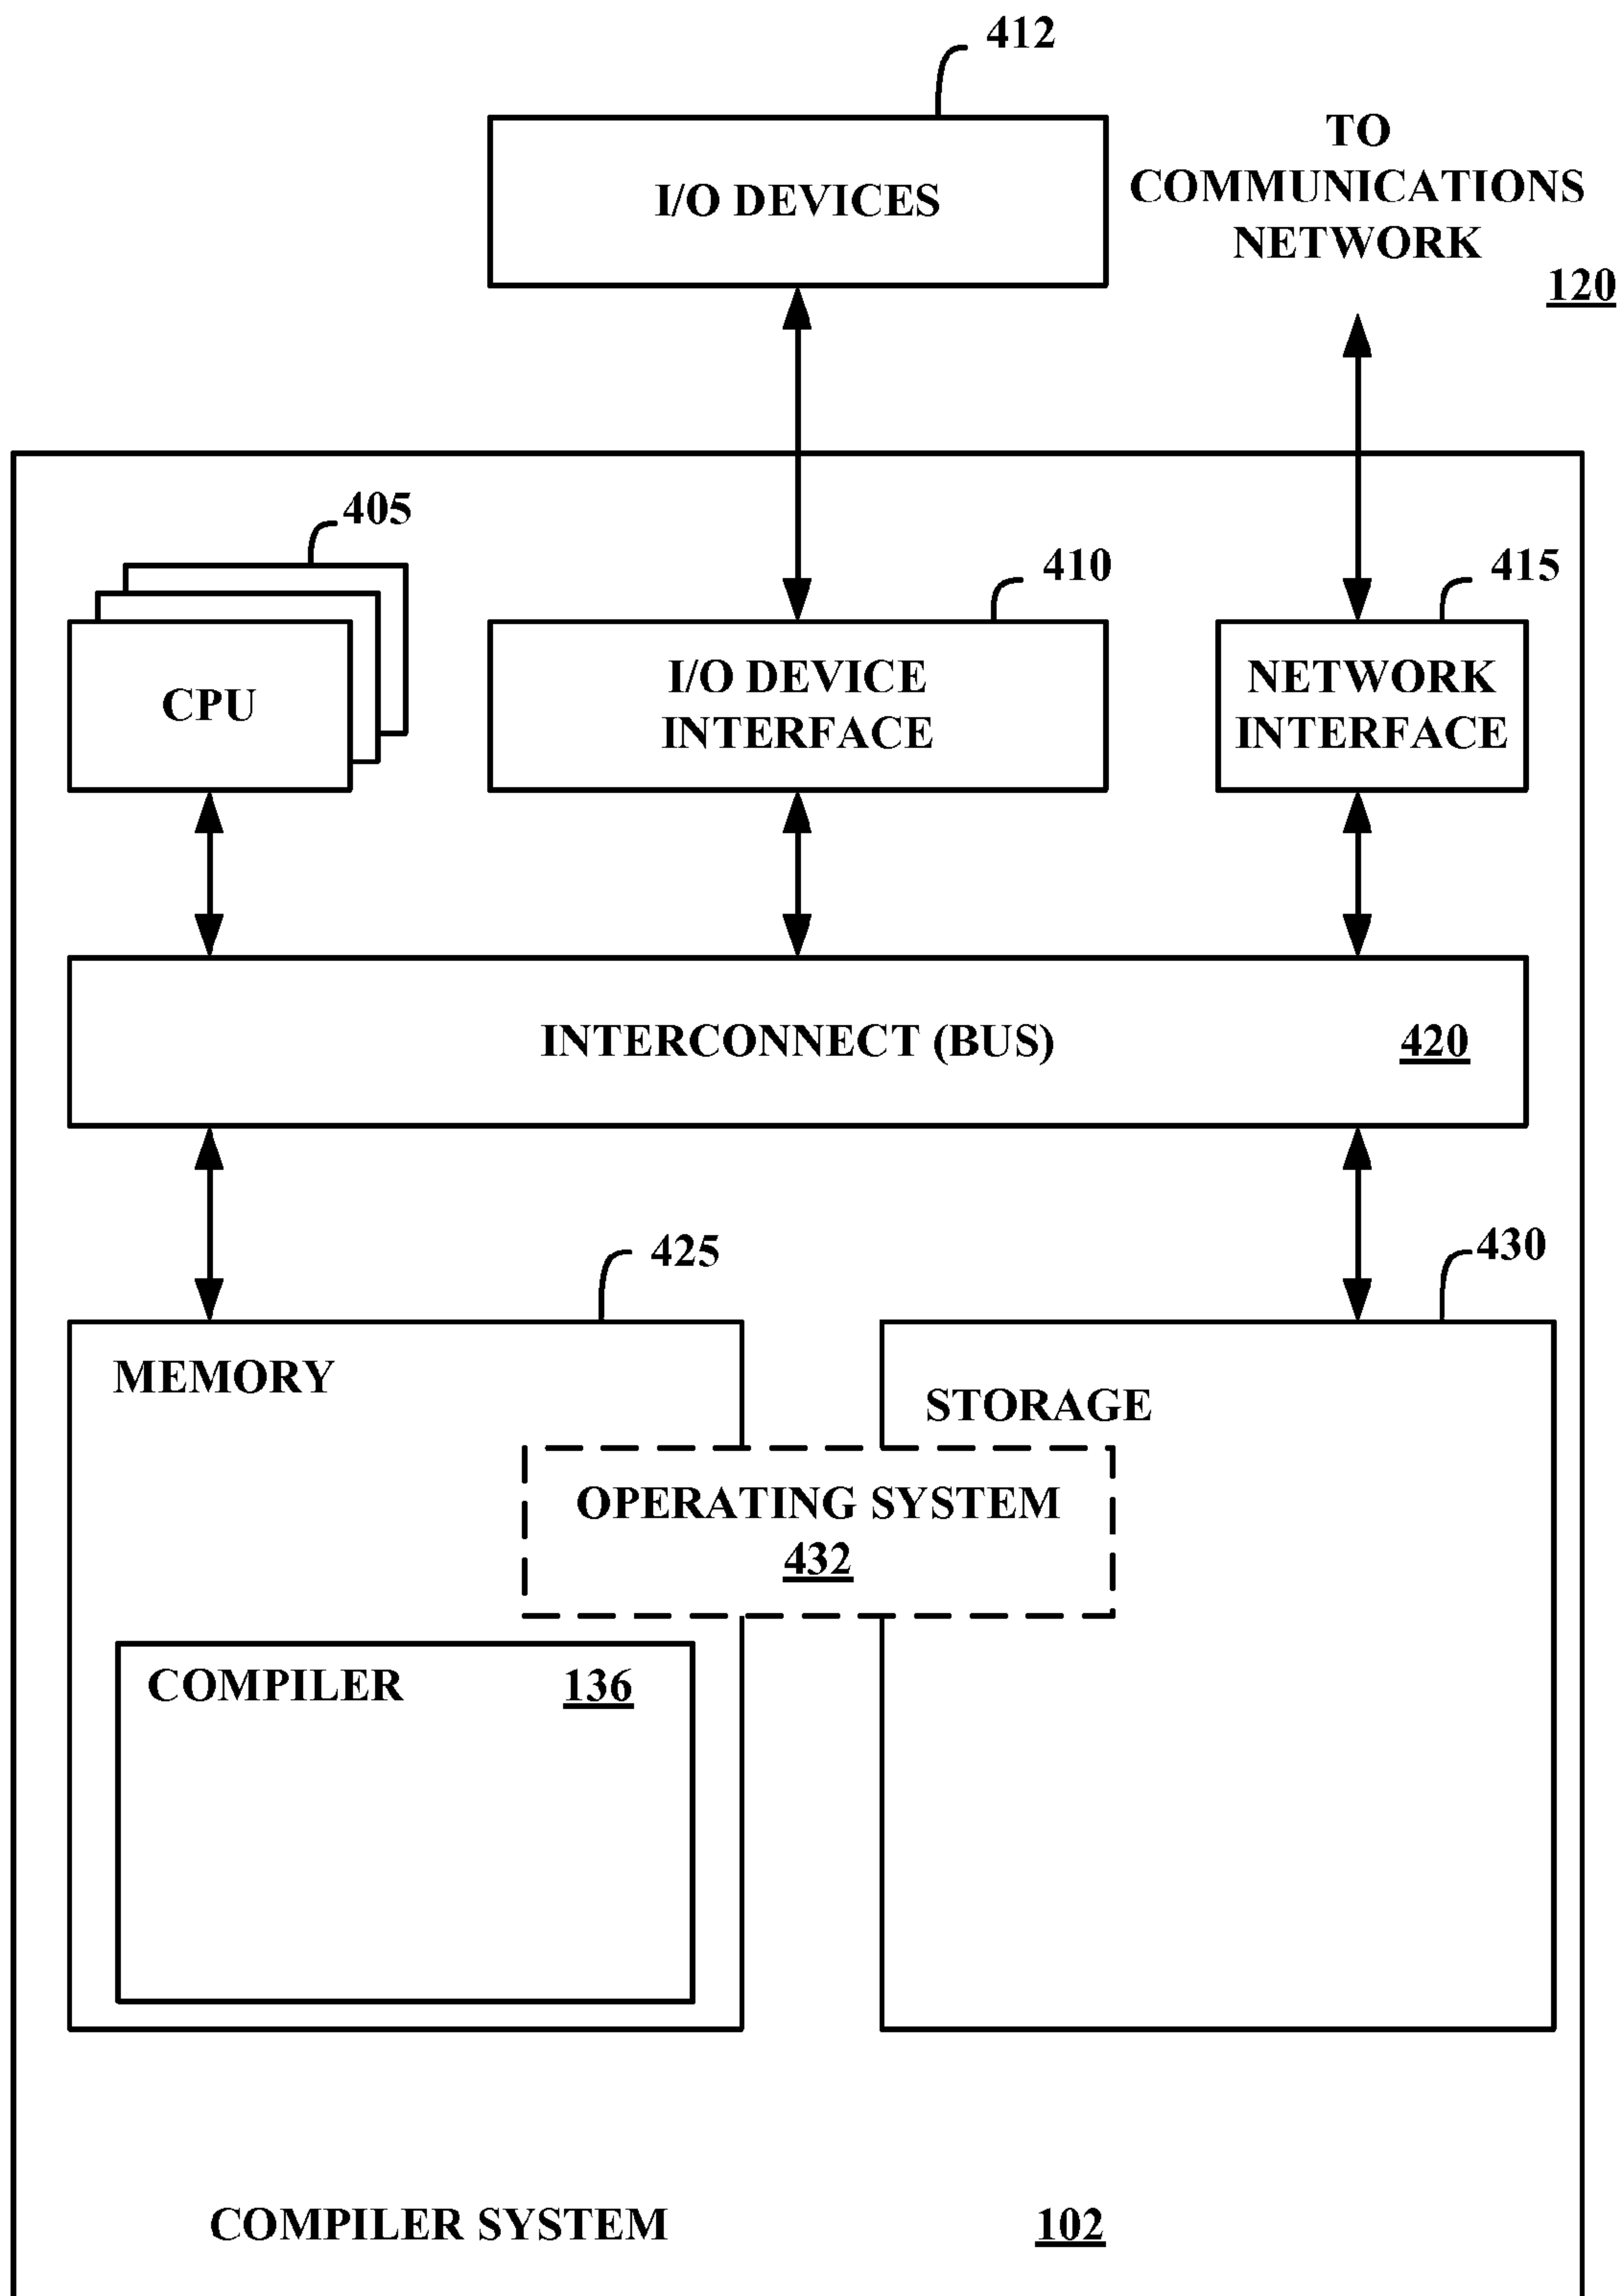 412
I/O DEVICES
TO
COMMUNICATIONS
NETWORK
120
405
CPU
410
I/O DEVICE
INTERFACE
415
NETWORK
INTERFACE
INTERCONNECT (BUS) 420
425
MEMORY
430
STORAGE
OPERATING SYSTEM
432
COMPILER 136
COMPILER SYSTEM 102